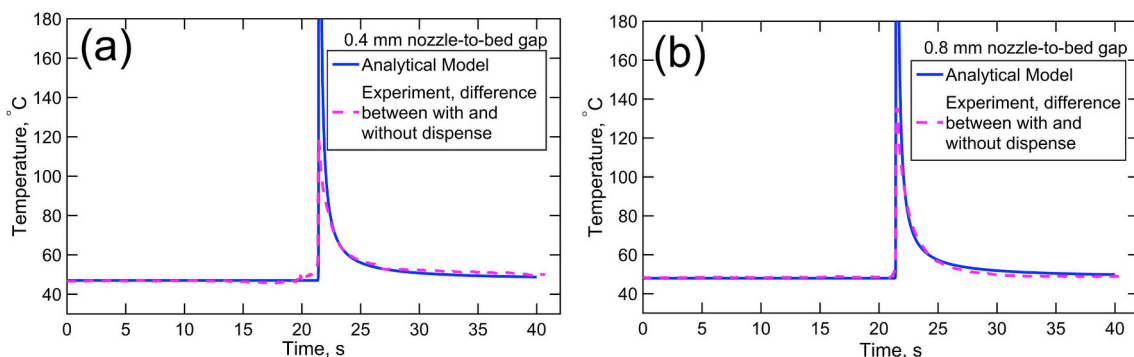 (a)
0.4 mm nozzle-to-bed gap
Analytical Model
Experiment, difference
between with and
without dispense
Temperature, °C
180
160
140
120
100
80
60
40
0 5 10 15 20 25 30 35 40
Time, s
(b)
0.8 mm nozzle-to-bed gap
Analytical Model
Experiment, difference
between with and
without dispense
Temperature, °C
180
160
140
120
100
80
60
40
0 5 10 15 20 25 30 35 40
Time, s